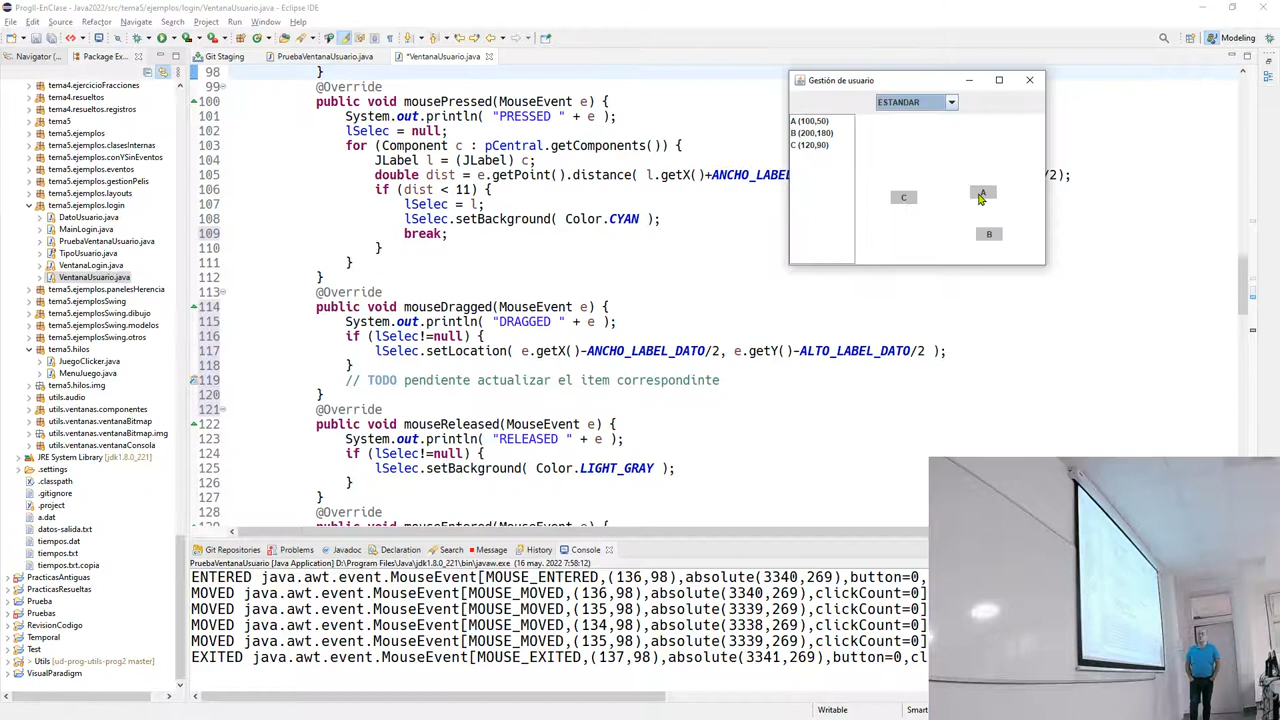 ProgII-EnClase - Java2022/src/tema5/ejemplos/login/VentanaUsuario.java - Eclipse IDE
File Edit Source Refactor Navigate Search Project Run Window Help
Modeling
Navigator (... Package Ex...
Git Staging PruebaVentanaUsuario.java *VentanaUsuario.java
tema4.ejercicioFracciones
tema4.resueltos
tema4.resueltos.registros
tema5
tema5.ejemplos
tema5.ejemplos.clasesInternas
tema5.ejemplos.conYSinEventos
tema5.ejemplos.eventos
tema5.ejemplos.gestionPelis
tema5.ejemplos.layouts
tema5.ejemplos.login
DatoUsuario.java
MainLogin.java
PruebaVentanaUsuario.java
TipoUsuario.java
VentanaLogin.java
VentanaUsuario.java
tema5.ejemplos.panelesHerencia
tema5.ejemplosSwing
tema5.ejemplosSwing.dibujo
tema5.ejemplosSwing.modelos
tema5.ejemplosSwing.otros
tema5.hilos
JuegoClicker.java
MenuJuego.java
tema5.hilos.img
utils.audio
utils.ventanas.componentes
utils.ventanas.ventanaBitmap
utils.ventanas.ventanaBitmap.img
utils.ventanas.ventanaConsola
JRE System Library [jdk1.8.0_221]
.settings
.classpath
.gitignore
.project
a.dat
datos-salida.txt
tiempos.dat
tiempos.txt
tiempos.txt.copia
PracticasAntiguas
PracticasResueltas
Prueba
Pruebas
RevisionCodigo
Temporal
Test
> Utils [ud-prog-utils-prog2 master]
VisualParadigm
98 }
99 @Override
100 public void mousePressed(MouseEvent e) {
101 System.out.println( "PRESSED " + e );
102 lSelec = null;
103 for (Component c : pCentral.getComponents()) {
104 JLabel l = (JLabel) c;
105 double dist = e.getPoint().distance( l.getX()+ANCHO_LABEL /2);
106 if (dist < 11) {
107 lSelec = l;
108 lSelec.setBackground( Color.CYAN );
109 break;
110 }
111 }
112 }
113 @Override
114 public void mouseDragged(MouseEvent e) {
115 System.out.println( "DRAGGED " + e );
116 if (lSelec!=null) {
117 lSelec.setLocation( e.getX()-ANCHO_LABEL_DATO/2, e.getY()-ALTO_LABEL_DATO/2 );
118 }
119 // TODO pendiente actualizar el item correspondinte
120 }
121 @Override
122 public void mouseReleased(MouseEvent e) {
123 System.out.println( "RELEASED " + e );
124 if (lSelec!=null) {
125 lSelec.setBackground( Color.LIGHT_GRAY );
126 }
127 }
128 @Override
Gestión de usuario
ESTANDAR
A (100,50)
B (200,180)
C (120,90)
A
C
B
Git Repositories Problems Javadoc Declaration Search Message History Console
PruebaVentanaUsuario [Java Application] D:\Program Files\Java\jdk1.8.0_221\bin\javaw.exe (16 may. 2022 7:58:12)
ENTERED java.awt.event.MouseEvent[MOUSE_ENTERED,(136,98),absolute(3340,269),button=0,
MOVED java.awt.event.MouseEvent[MOUSE_MOVED,(136,98),absolute(3340,269),clickCount=0]
MOVED java.awt.event.MouseEvent[MOUSE_MOVED,(135,98),absolute(3339,269),clickCount=0]
MOVED java.awt.event.MouseEvent[MOUSE_MOVED,(134,98),absolute(3338,269),clickCount=0]
MOVED java.awt.event.MouseEvent[MOUSE_MOVED,(135,98),absolute(3339,269),clickCount=0]
EXITED java.awt.event.MouseEvent[MOUSE_EXITED,(137,98),absolute(3341,269),button=0,cl
Writable Smart